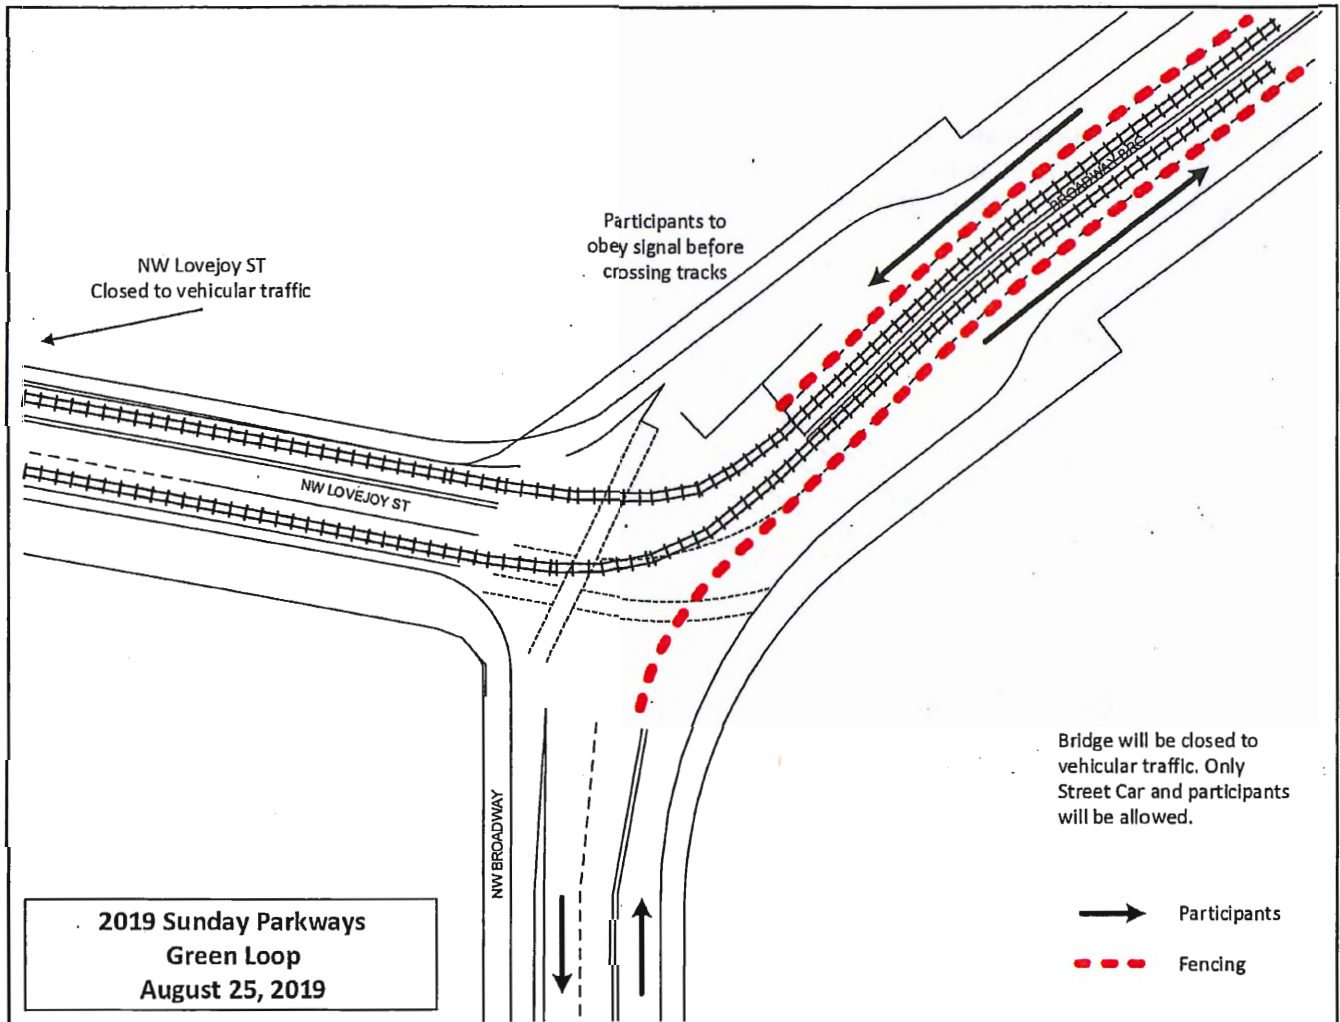 BROADWAY BRG
Participants to
obey signal before
crossing tracks
NW Lovejoy ST
Closed to vehicular traffic
NW LOVEJOY ST
Bridge will be closed to
vehicular traffic. Only
Street Car and participants
will be allowed.
NW BROADWAY
2019 Sunday Parkways
Green Loop
August 25, 2019
Participants
Fencing